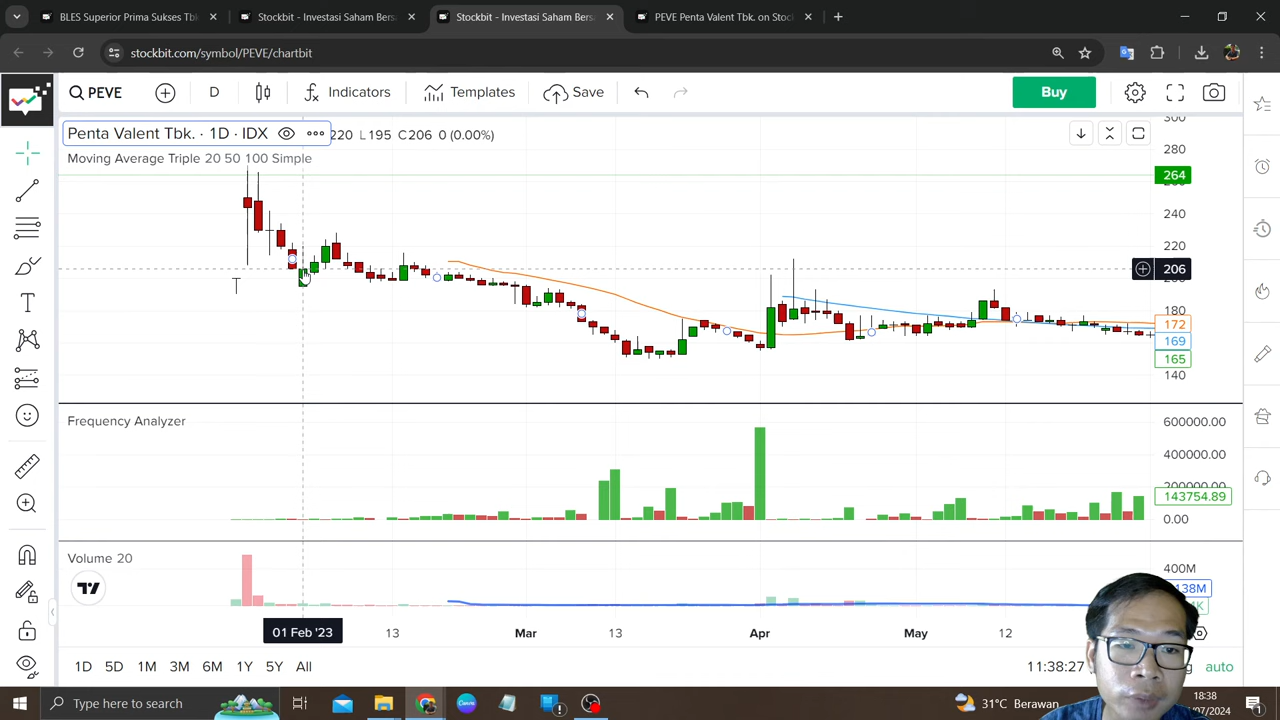 BLES Superior Prima Sukses Tbk
Stockbit - Investasi Saham Bersa
Stockbit - Investasi Saham Bersa
PEVE Penta Valent Tbk. on Stock
stockbit.com/symbol/PEVE/chartbit
PEVE
D
Indicators
Templates
Save
Buy
Penta Valent Tbk. · 1D · IDX
220 L195 C206 0 (0.00%)
Moving Average Triple 20 50 100 Simple
300
280
264
240
220
206
180
172
169
165
140
Frequency Analyzer
600000.00
400000.00
200000.00
143754.89
0.00
Volume 20
400M
138M
01 Feb '23
13
Mar
13
Apr
May
12
1D
5D
1M
3M
6M
1Y
5Y
All
11:38:27
auto
Type here to search
31°C Berawan
18:38
07/2024